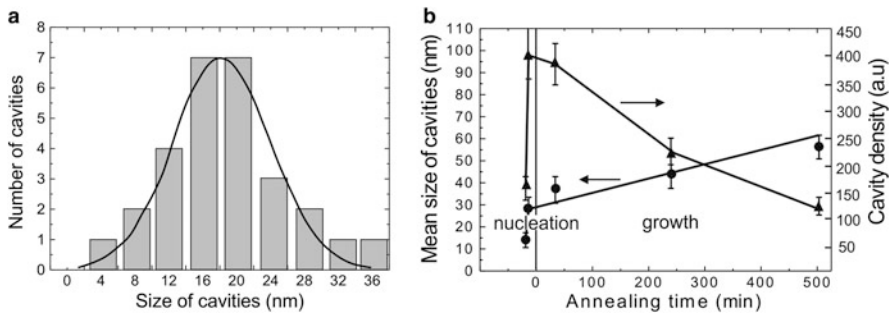 a
7
6
5
4
3
2
1
0
Number of cavities
0 4 8 12 16 20 24 28 32 36
Size of cavities (nm)
b
110
100
90
80
70
60
50
40
30
20
10
0
Mean size of cavities (nm)
450
400
350
300
250
200
150
100
50
Cavity density (a.u)
nucleation growth
0 100 200 300 400 500
Annealing time (min)